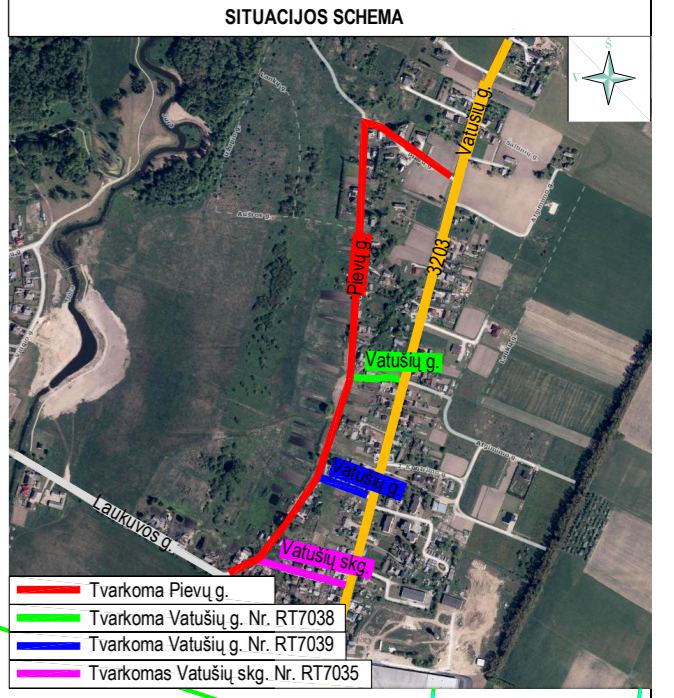 SITUACIJOS SCHEMA
Š
V
Vatušių g.
3203
Pievų g.
Vatušių g.
Vatušių g.
Laukuvos g.
Vatušių skg.
Tvarkoma Pievų g.
Tvarkoma Vatušių g. Nr. RT7038
Tvarkoma Vatušių g. Nr. RT7039
Tvarkomas Vatušių skg. Nr. RT7035